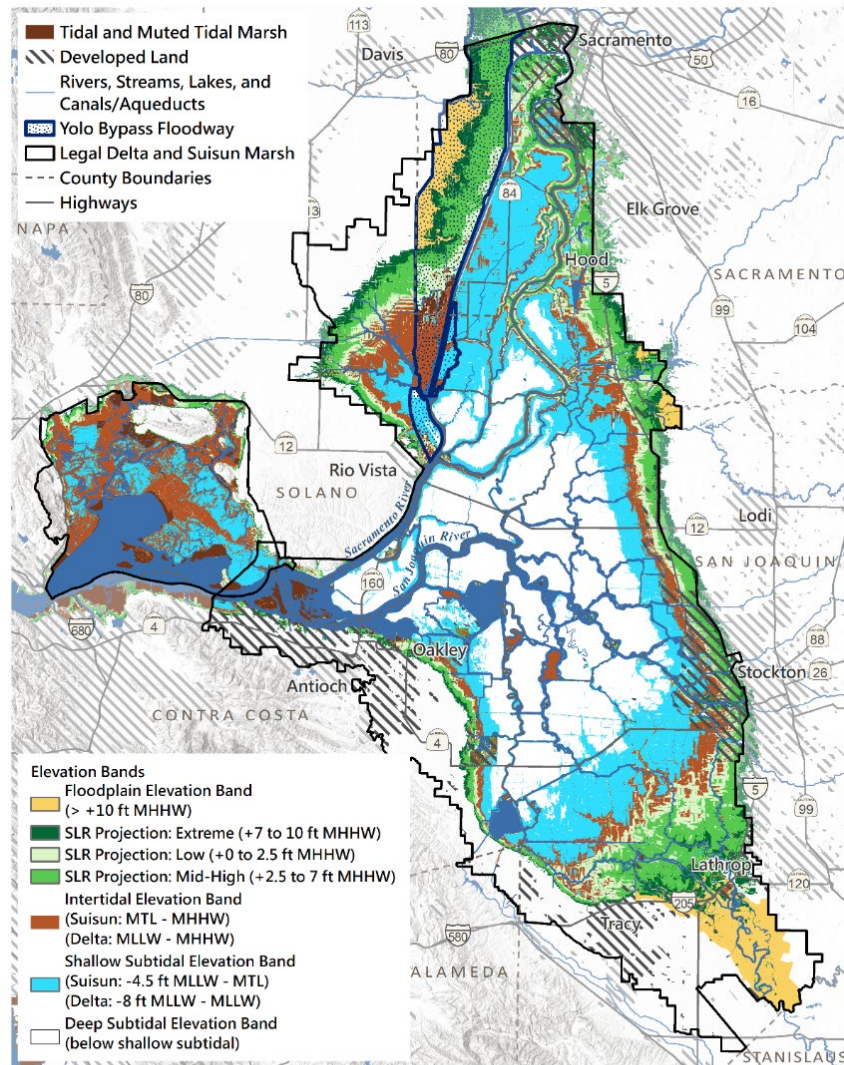 Tidal and Muted Tidal Marsh
Developed Land
Rivers, Streams, Lakes, and
Canals/Aqueducts
Yolo Bypass Floodway
Legal Delta and Suisun Marsh
County Boundaries
Highways
113
Davis
80
Sacramento
50
16
84
Elk Grove
13
NAPA
Hood
5
SACRAMENTO
80
99
104
12
Rio Vista
SOLANO
Sacramento River
12
Lodi
San Joaquin River
SAN JOAQUIN
160
680
4
88
Oakley
Stockton
26
Antioch
CONTRA COSTA
4
5
99
Lathrop
120
205
Tracy
580
ALAMEDA
STANISLAUS
Elevation Bands
Floodplain Elevation Band
(> +10 ft MHHW)
SLR Projection: Extreme (+7 to 10 ft MHHW)
SLR Projection: Low (+0 to 2.5 ft MHHW)
SLR Projection: Mid-High (+2.5 to 7 ft MHHW)
Intertidal Elevation Band
(Suisun: MTL - MHHW)
(Delta: MLLW - MHHW)
Shallow Subtidal Elevation Band
(Suisun: -4.5 ft MLLW - MTL)
(Delta: -8 ft MLLW - MLLW)
Deep Subtidal Elevation Band
(below shallow subtidal)